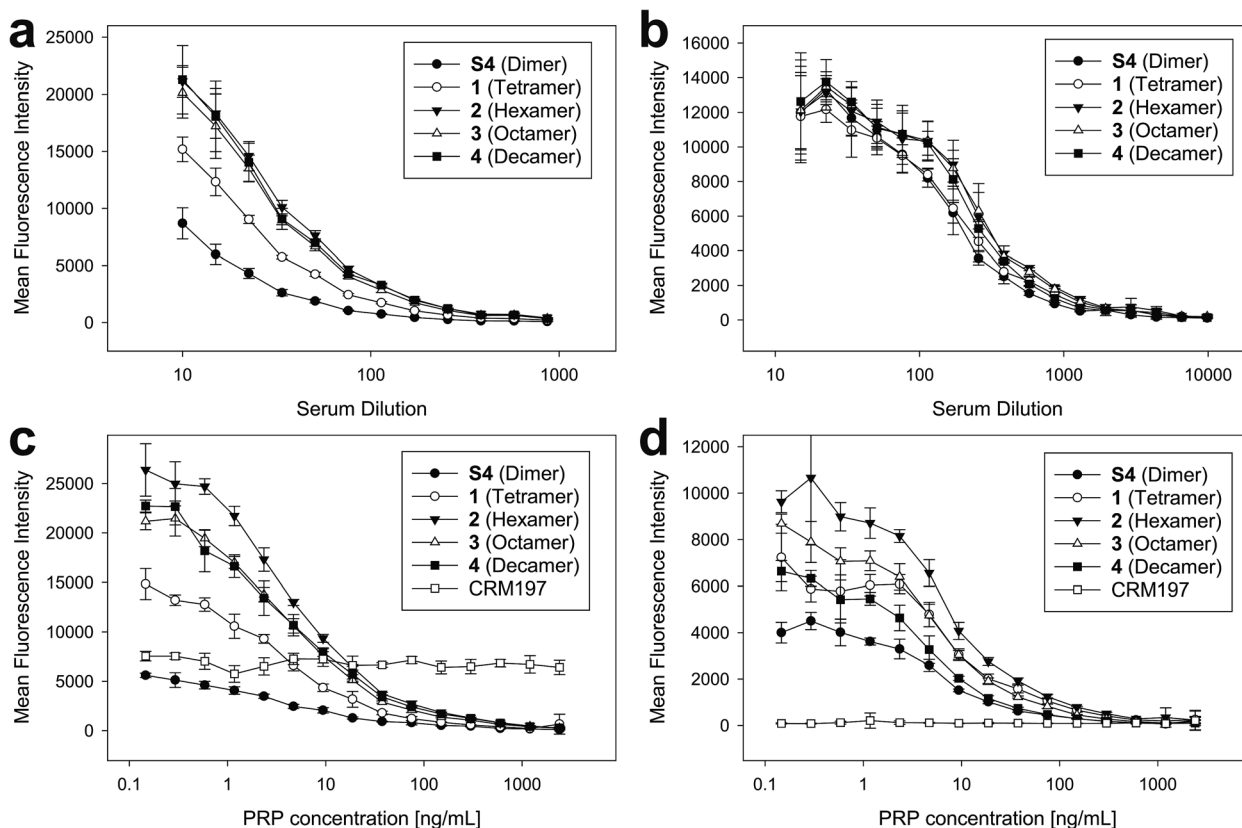 a
Mean Fluorescence Intensity
25000
20000
15000
10000
5000
0
10
100
1000
Serum Dilution
S4 (Dimer)
1 (Tetramer)
2 (Hexamer)
3 (Octamer)
4 (Decamer)
b
Mean Fluroescence Intensity
16000
14000
12000
10000
8000
6000
4000
2000
0
10
100
1000
10000
Serum Dilution
S4 (Dimer)
1 (Tetramer)
2 (Hexamer)
3 (Octamer)
4 (Decamer)
c
Mean Fluorescence Intensity
25000
20000
15000
10000
5000
0
0.1
1
10
100
1000
PRP concentration [ng/mL]
S4 (Dimer)
1 (Tetramer)
2 (Hexamer)
3 (Octamer)
4 (Decamer)
CRM197
d
Mean Fluorescence Intensity
12000
10000
8000
6000
4000
2000
0
0.1
1
10
100
1000
PRP concentration [ng/mL]
S4 (Dimer)
1 (Tetramer)
2 (Hexamer)
3 (Octamer)
4 (Decamer)
CRM197